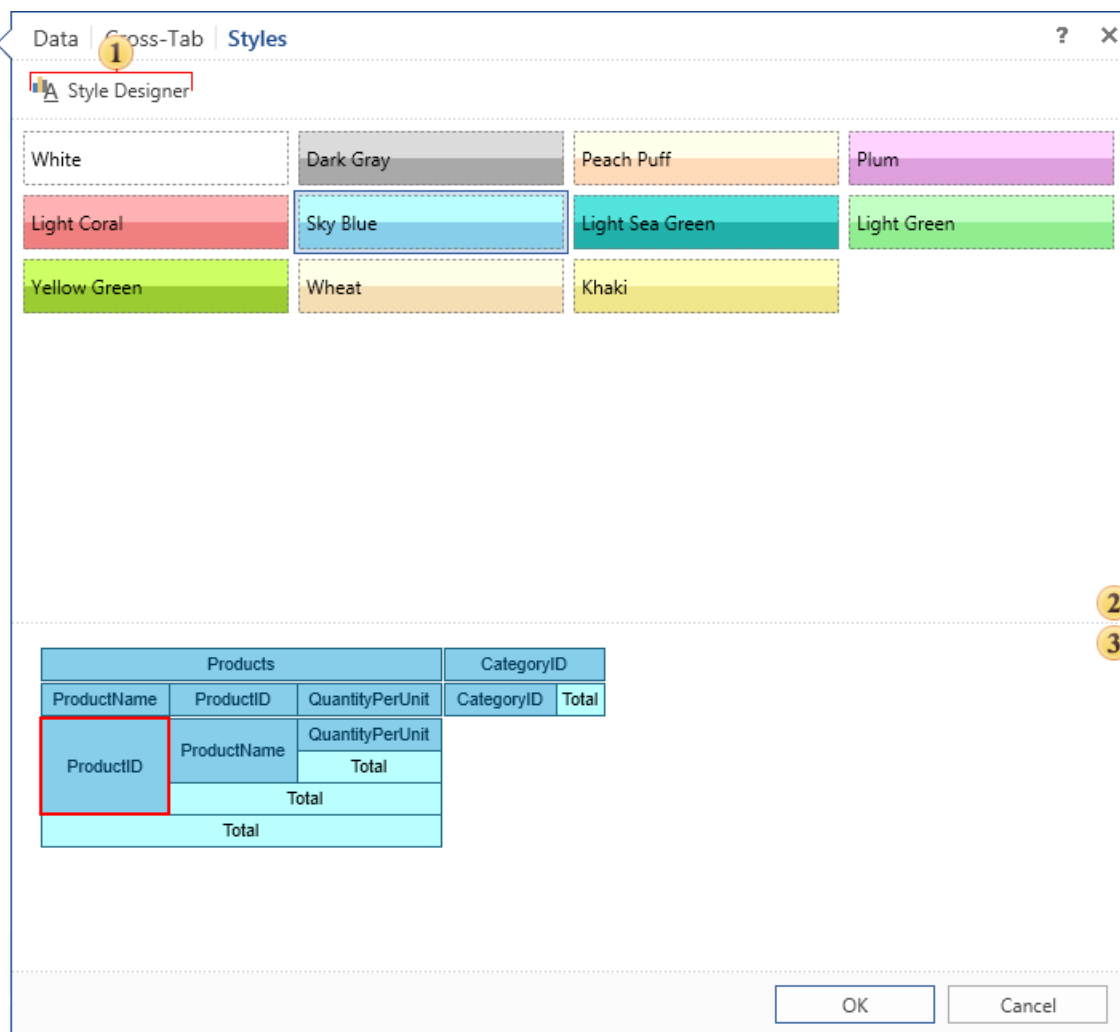 Data Cross-Tab Styles ? ×
1
Style Designer
White Dark Gray Peach Puff Plum
Light Coral Sky Blue Light Sea Green Light Green
Yellow Green Wheat Khaki
2
3
Products CategoryID
ProductName ProductID QuantityPerUnit CategoryID Total
ProductID ProductName QuantityPerUnit
Total
Total
Total
OK Cancel